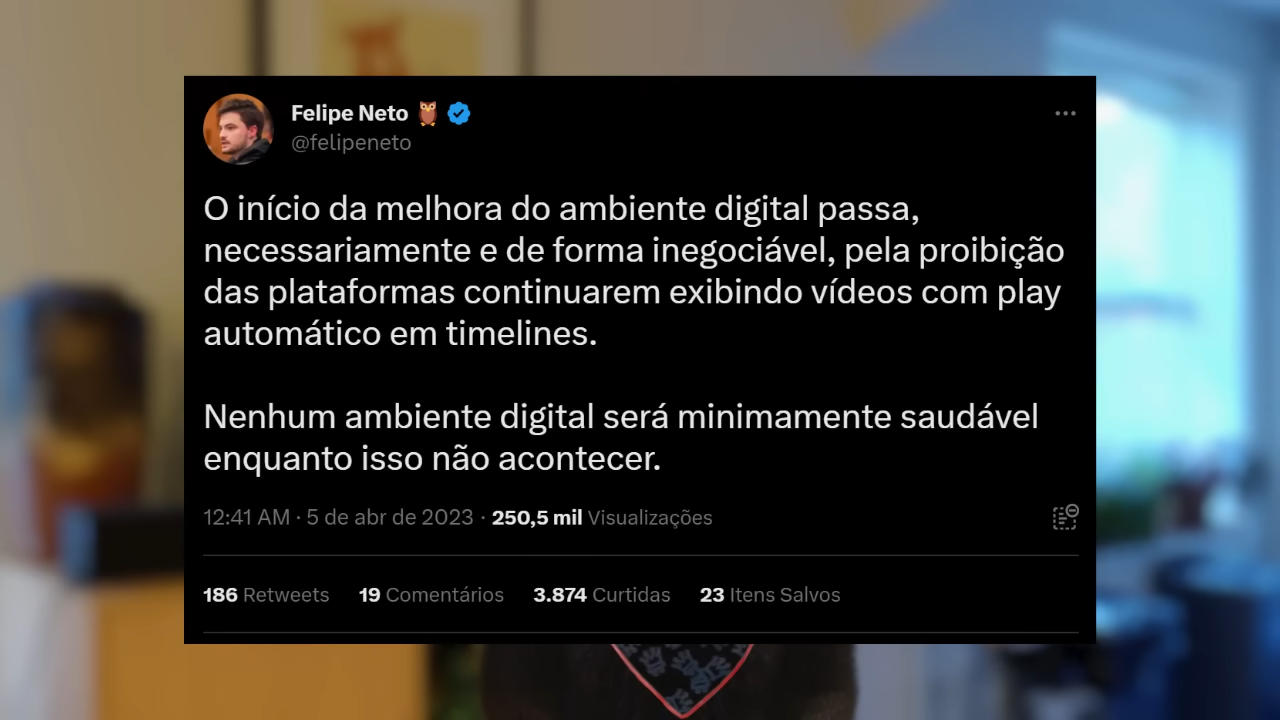 Felipe Neto 🦉
@felipeneto
O início da melhora do ambiente digital passa,
necessariamente e de forma inegociável, pela proibição
das plataformas continuarem exibindo vídeos com play
automático em timelines.
Nenhum ambiente digital será minimamente saudável
enquanto isso não acontecer.
12:41 AM · 5 de abr de 2023 · 250,5 mil Visualizações
186 Retweets 19 Comentários 3.874 Curtidas 23 Itens Salvos